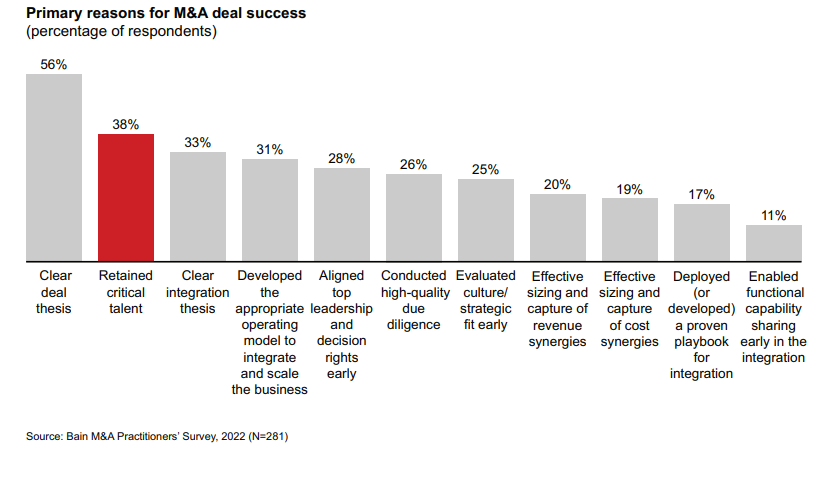 Primary reasons for M&A deal success
(percentage of respondents)
56%
38%
33%
31%
28%
26%
25%
20%
19%
17%
11%
Clear
deal
thesis
Retained
critical
talent
Clear
integration
thesis
Developed
the
appropriate
operating
model to
integrate
and scale
the business
Aligned
top
leadership
and
decision
rights
early
Conducted
high-quality
due
diligence
Evaluated
culture/
strategic
fit early
Effective
sizing and
capture of
revenue
synergies
Effective
sizing and
capture
of cost
synergies
Deployed
(or
developed)
a proven
playbook
for
integration
Enabled
functional
capability
sharing
early in the
integration
Source: Bain M&A Practitioners’ Survey, 2022 (N=281)